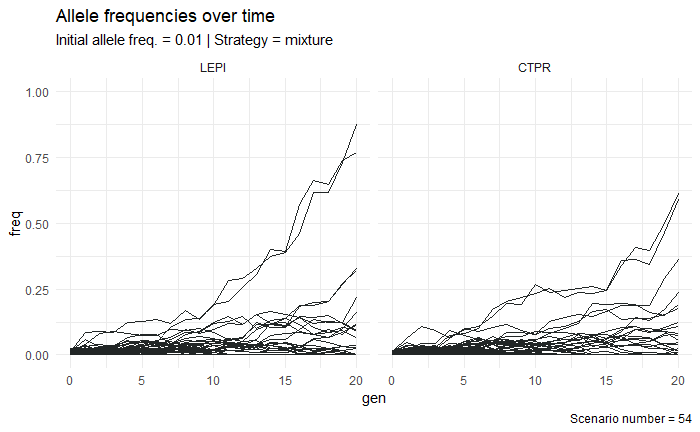 Allele frequencies over time
Initial allele freq. = 0.01 | Strategy = mixture
LEPI
CTPR
1.00
0.75
0.50
0.25
0.00
freq
0 5 10 15 20
0 5 10 15 20
gen
Scenario number = 54